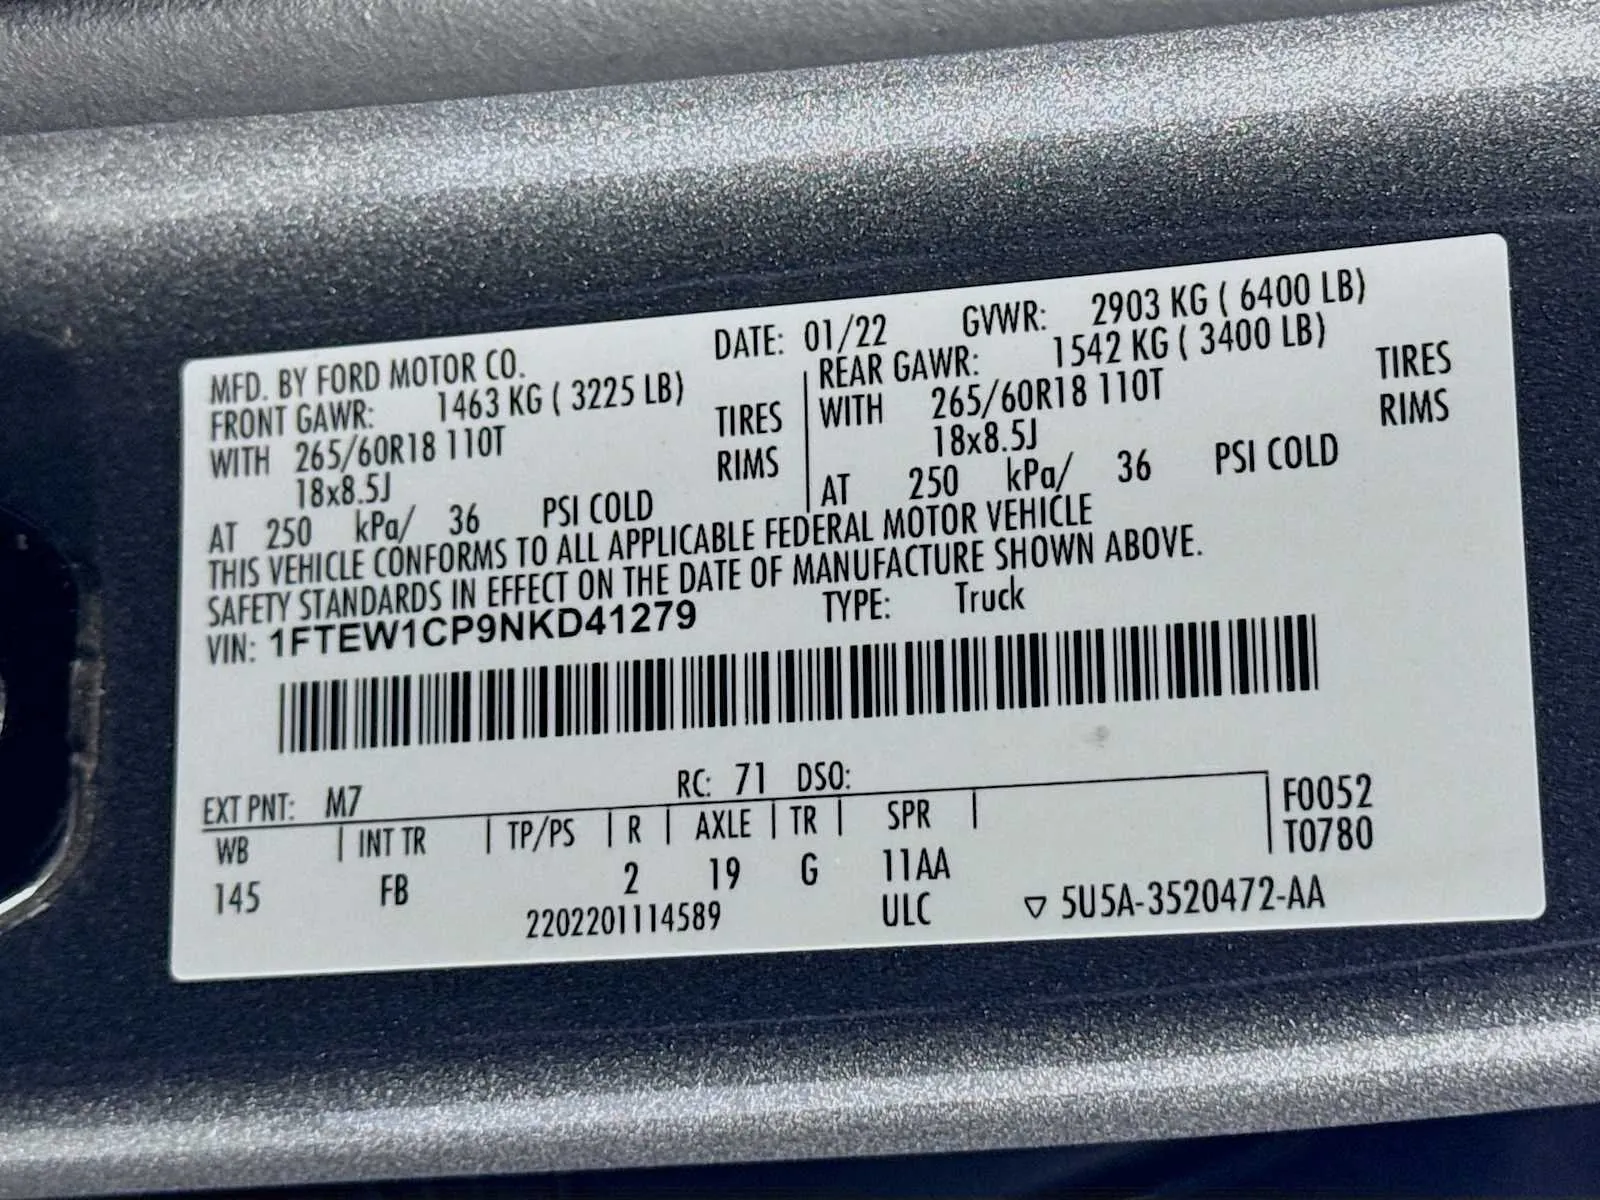 MFD. BY FORD MOTOR CO. DATE: 01/22 GVWR: 2903 KG ( 6400 LB)
FRONT GAWR: 1463 KG ( 3225 LB) REAR GAWR: 1542 KG ( 3400 LB)
WITH 265/60R18 110T TIRES WITH 265/60R18 110T TIRES
18x8.5J RIMS 18x8.5J RIMS
AT 250 kPa/ 36 PSI COLD AT 250 kPa/ 36 PSI COLD
THIS VEHICLE CONFORMS TO ALL APPLICABLE FEDERAL MOTOR VEHICLE
SAFETY STANDARDS IN EFFECT ON THE DATE OF MANUFACTURE SHOWN ABOVE.
VIN: 1FTEW1CP9NKD41279 TYPE: Truck
EXT PNT: M7 RC: 71 DSO: F0052
WB INT TR TP/PS R AXLE TR SPR T0780
145 FB 2 19 G 11AA
2202201114589 ULC ▽ 5U5A-3520472-AA